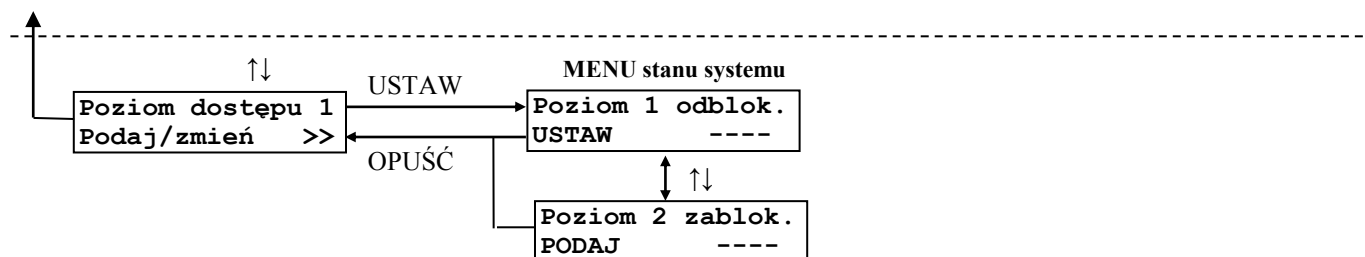 ↑↓
USTAW
MENU stanu systemu
Poziom dostępu 1
Podaj/zmień >>
Poziom 1 odblok.
USTAW ----
OPUŚĆ
↑↓
Poziom 2 zablok.
PODAJ ----